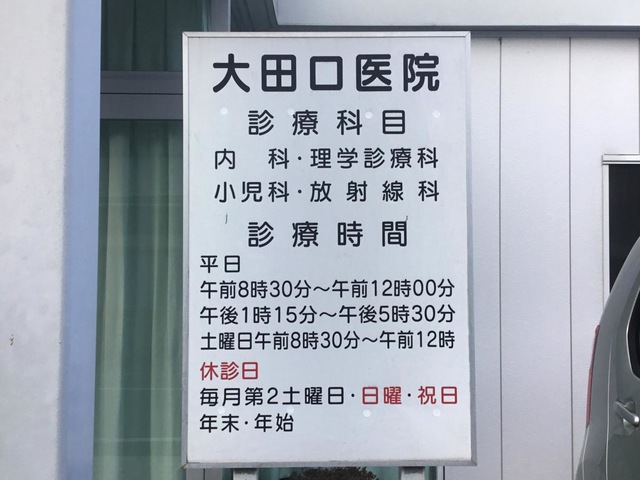 大田口医院
診療科目
内 科・理学診療科
小児科・放射線科
診療時間
平日
午前8時30分～午前12時00分
午後1時15分～午後5時30分
土曜日午前8時30分～午前12時
休診日
毎月第2土曜日・日曜・祝日
年末・年始